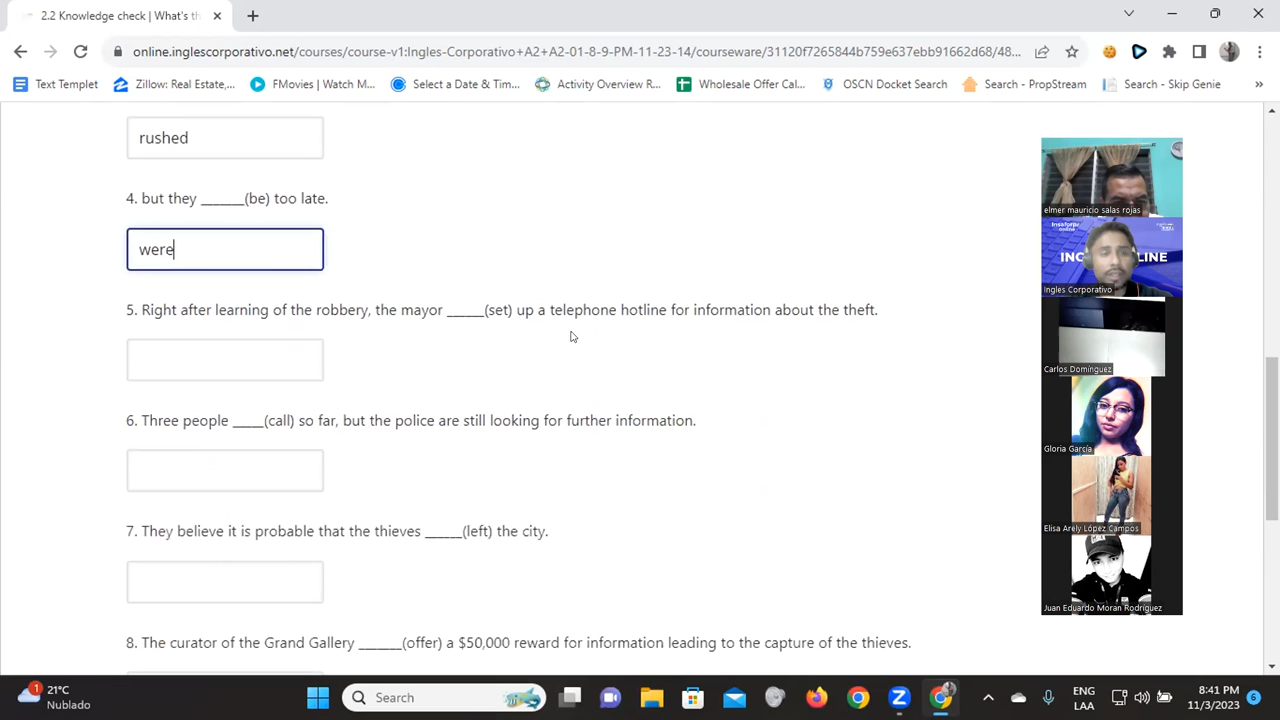 2.2 Knowledge check | What's th
online.inglescorporativo.net/courses/course-v1:Ingles-Corporativo+A2+A2-01-8-9-PM-11-23-14/courseware/31120f7265844b759e637ebb91662d68/48...
Text Templet
Zillow: Real Estate,...
FMovies | Watch M...
Select a Date & Tim...
Activity Overview R...
Wholesale Offer Cal...
OSCN Docket Search
Search - PropStream
Search - Skip Genie
»
rushed
4. but they _______(be) too late.
were
5. Right after learning of the robbery, the mayor ______(set) up a telephone hotline for information about the theft.
6. Three people _____(call) so far, but the police are still looking for further information.
7. They believe it is probable that the thieves ______(left) the city.
8. The curator of the Grand Gallery _______(offer) a $50,000 reward for information leading to the capture of the thieves.
elmer mauricio salas rojas
Ingles Corporativo
Carlos Domínguez
Gloria García
Elisa Arely López Campos
Juan Eduardo Moran Rodriguez
1
21°C
Nublado
Search
ENG
LAA
8:41 PM
11/3/2023
6